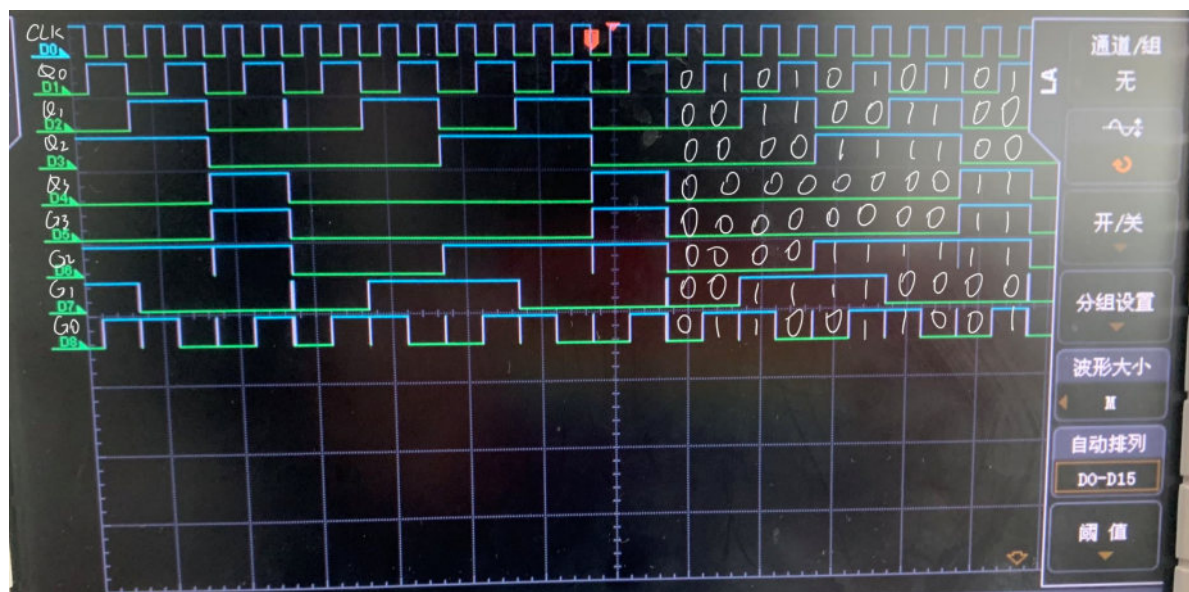 CLK
D0
Q0
D1
0 1 0 1 0 1 0 1 0 1
Q1
D2
0 0 1 1 0 0 1 1 0 0
Q2
D3
0 0 0 0 1 1 1 1 0 0
Q3
D4
0 0 0 0 0 0 0 0 1 1
G3
D5
0 0 0 0 0 0 0 0 1 1
G2
D6
0 0 0 0 1 1 1 1 1 1
G1
D7
0 0 1 1 1 1 0 0 0 0
G0
D8
0 1 1 0 0 1 1 0 0 1
LA
通道/组
无
开/关
分组设置
波形大小
M
自动排列
D0-D15
阈 值